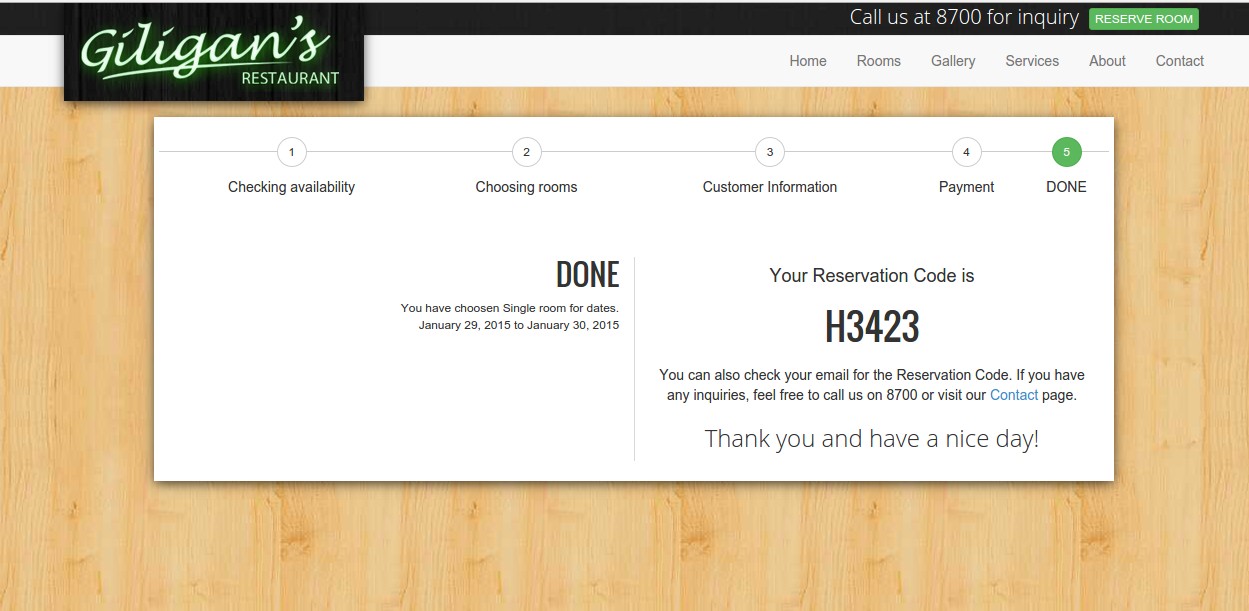 Call us at 8700 for inquiry RESERVE ROOM
Giligan's
RESTAURANT
Home Rooms Gallery Services About Contact
1 2 3 4 5
Checking availability Choosing rooms Customer Information Payment DONE
DONE
You have choosen Single room for dates.
January 29, 2015 to January 30, 2015
Your Reservation Code is
H3423
You can also check your email for the Reservation Code. If you have
any inquiries, feel free to call us on 8700 or visit our Contact page.
Thank you and have a nice day!